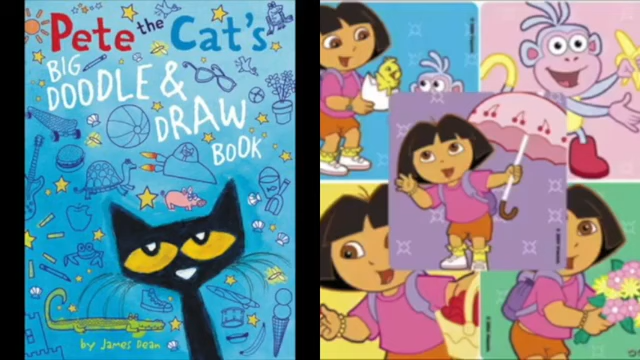 Pete the Cat's
BIG
DOODLE &
DRAW
BOOK
by James Dean